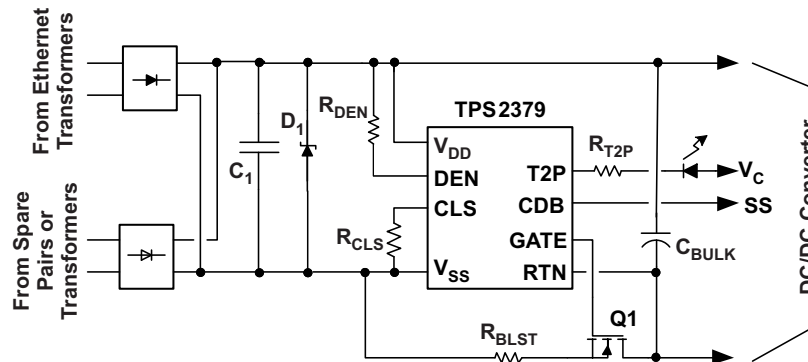 From Ethernet
Transformers
From Spare
Pairs or
Transformers
C1
D1
RDEN
RCLS
TPS2379
VDD
DEN
CLS
VSS
T2P
CDB
GATE
RTN
RT2P
VC
SS
CBULK
RBLST
Q1
DC/DC Converter